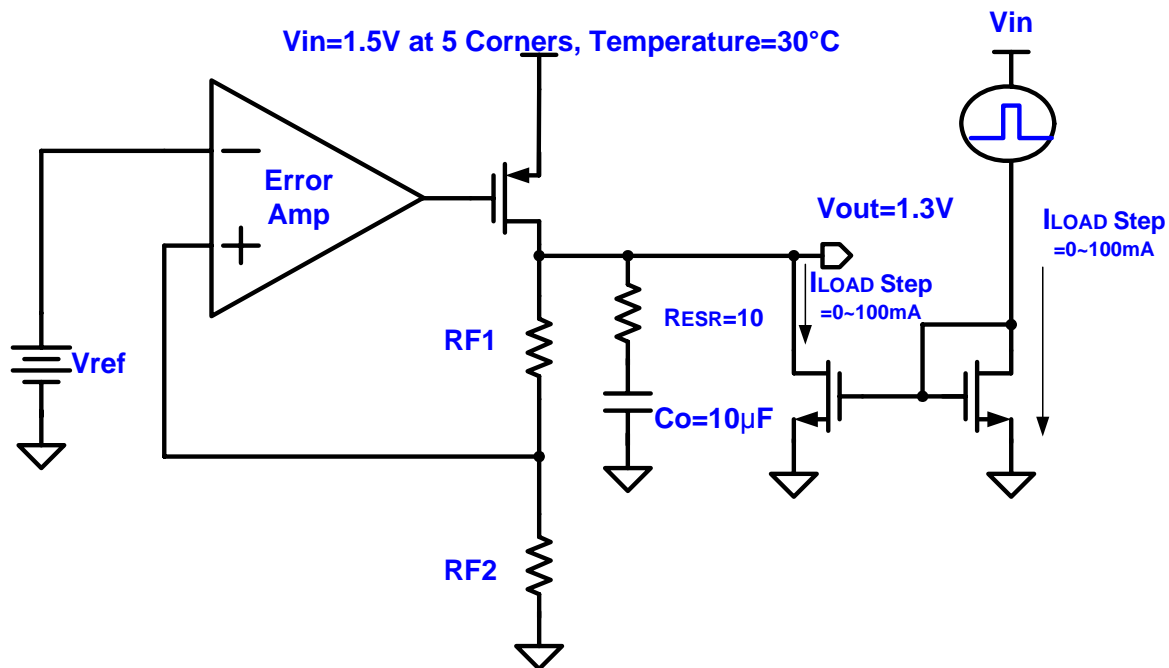 Vin=1.5V at 5 Corners, Temperature=30°C
Vin
Error
Amp
Vout=1.3V
ILOAD Step
=0~100mA
ILOAD Step
=0~100mA
RESR=10
RF1
Vref
Co=10µF
RF2